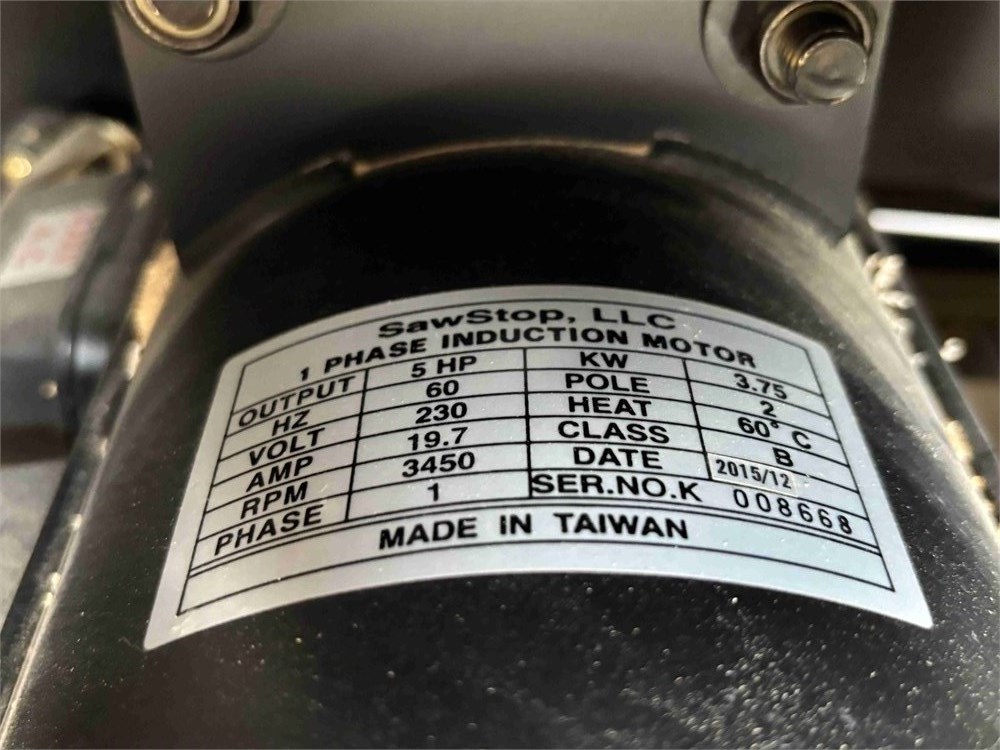 SawStop, LLC
1 PHASE INDUCTION MOTOR
OUTPUT 5 HP KW 3.75
HZ 60 POLE 2
VOLT 230 HEAT 60° C
AMP 19.7 CLASS B
RPM 3450 DATE 2015/12
PHASE 1 SER.NO.K 008668
MADE IN TAIWAN